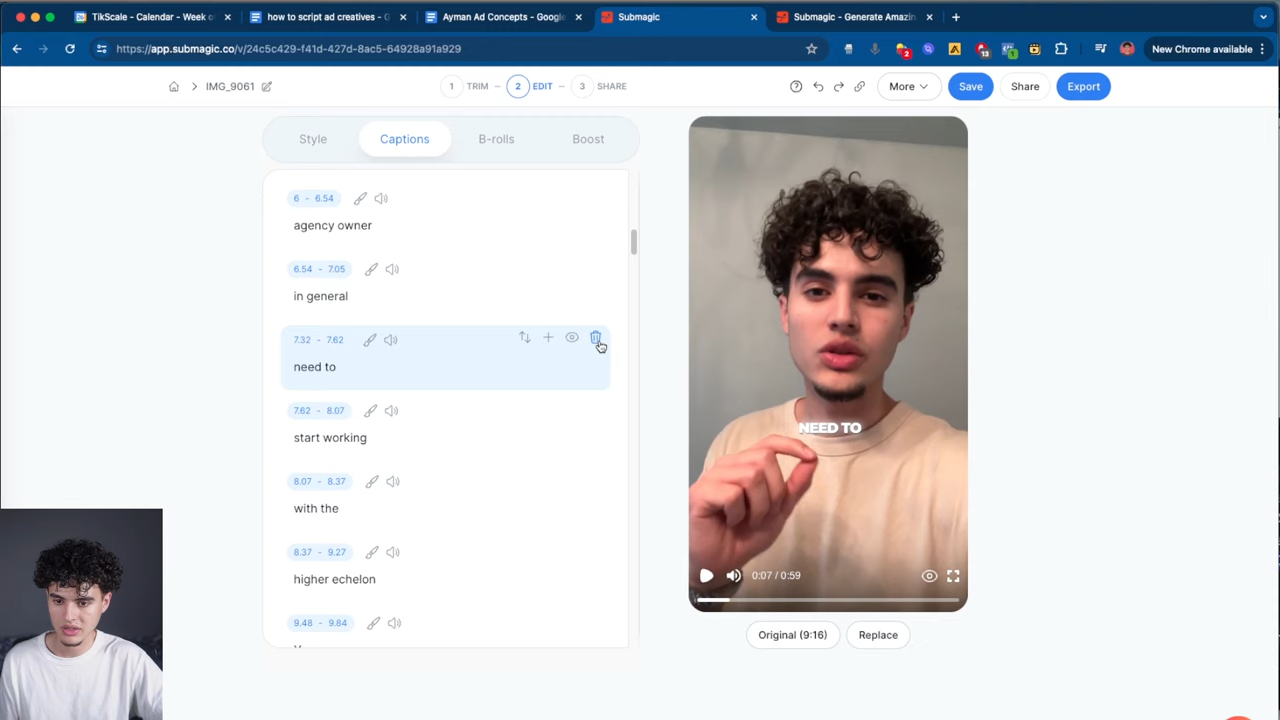 TikScale - Calendar - Week o
how to script ad creatives - G
Ayman Ad Concepts - Google
Submagic
Submagic - Generate Amazin
https://app.submagic.co/v/24c5c429-f41d-427d-8ac5-64928a91a929
2
13
1
New Chrome available
IMG_9061
1 TRIM
2 EDIT
3 SHARE
More
Save
Share
Export
Style
Captions
B-rolls
Boost
6 - 6.54
agency owner
6.54 - 7.05
in general
7.32 - 7.62
need to
7.62 - 8.07
start working
8.07 - 8.37
with the
8.37 - 9.27
higher echelon
9.48 - 9.84
NEED TO
0:07 / 0:59
Original (9:16)
Replace